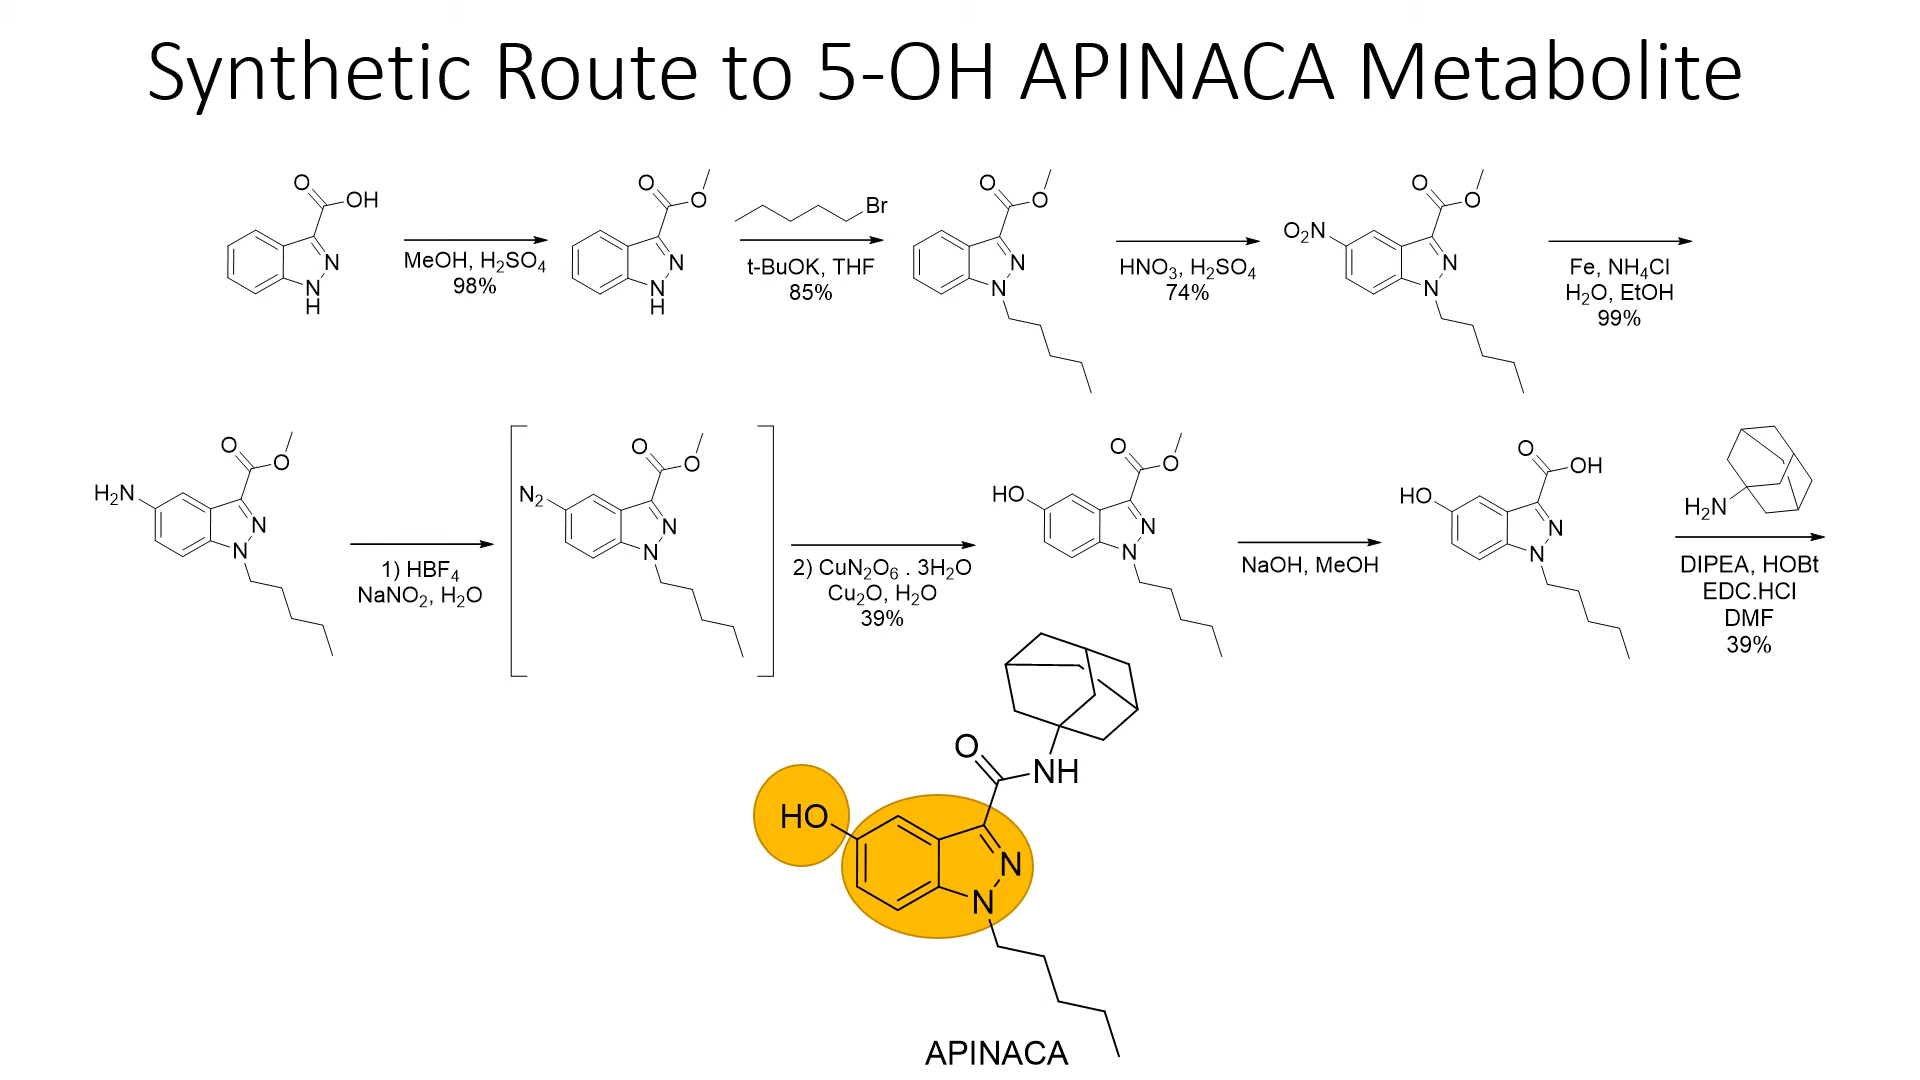 Synthetic Route to 5-OH APINACA Metabolite
O
OH
N
N
H
MeOH, H₂SO₄
98%
O
O
N
N
H
Br
t-BuOK, THF
85%
O
O
N
N
HNO₃, H₂SO₄
74%
O
O
O₂N
N
N
Fe, NH₄Cl
H₂O, EtOH
99%
O
O
H₂N
N
N
1) HBF₄
NaNO₂, H₂O
O
O
N₂
N
N
2) CuN₂O₆ . 3H₂O
Cu₂O, H₂O
39%
O
O
HO
N
N
NaOH, MeOH
O
OH
HO
N
N
H₂N
DIPEA, HOBt
EDC.HCl
DMF
39%
O
NH
HO
N
N
APINACA